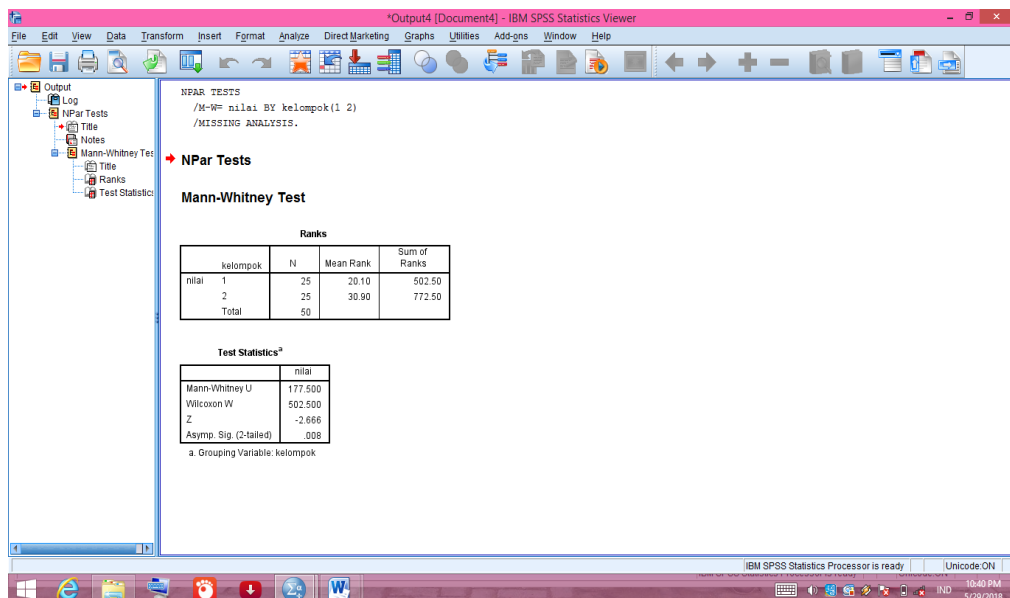 *Output4 [Document4] - IBM SPSS Statistics Viewer
File Edit View Data Transform Insert Format Analyze Direct Marketing Graphs Utilities Add-ons Window Help
Output
Log
NPar Tests
Title
Notes
Mann-Whitney Tes
Title
Ranks
Test Statistics
NPAR TESTS
/M-W= nilai BY kelompok(1 2)
/MISSING ANALYSIS.
NPar Tests
Mann-Whitney Test
Ranks
kelompok N Mean Rank Sum of Ranks
nilai 1 25 20.10 502.50
2 25 30.90 772.50
Total 50
Test Statistics^a
nilai
Mann-Whitney U 177.500
Wilcoxon W 502.500
Z -2.666
Asymp. Sig. (2-tailed) .008
a. Grouping Variable: kelompok
IBM SPSS Statistics Processor is ready Unicode:ON
IND 10:40 PM
5/29/2018